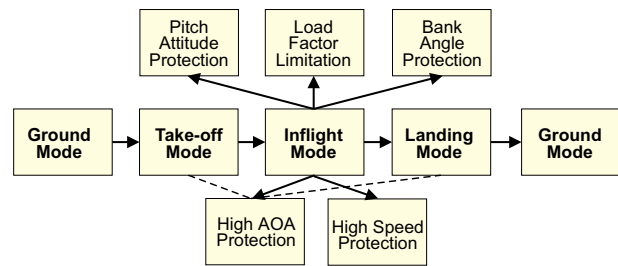 Pitch
Attitude
Protection
Load
Factor
Limitation
Bank
Angle
Protection
Ground
Mode
Take-off
Mode
Inflight
Mode
Landing
Mode
Ground
Mode
High AOA
Protection
High Speed
Protection